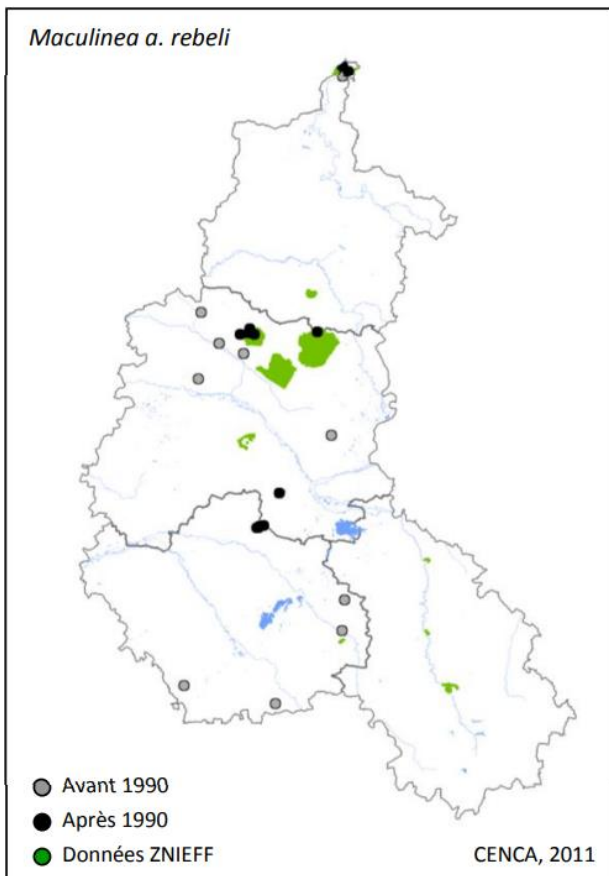 Maculinea a. rebeli
Avant 1990
Après 1990
Données ZNIEFF
CENCA, 2011